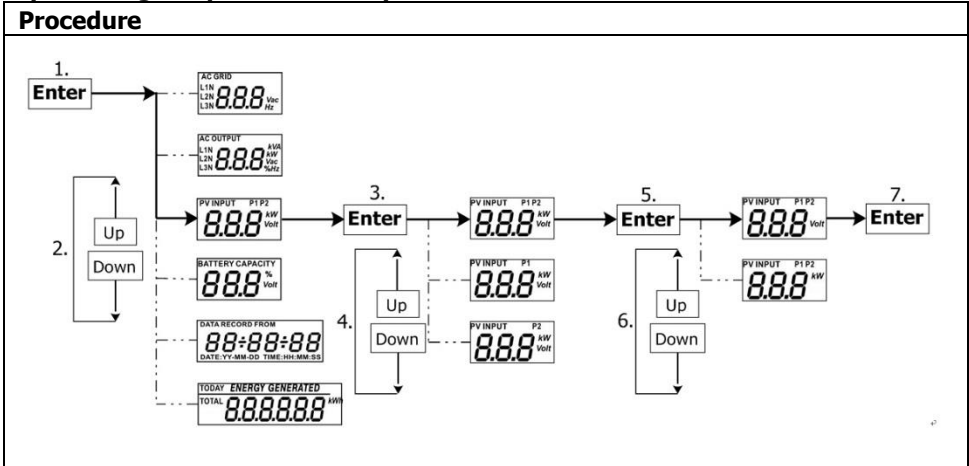 Procedure
1.
Enter
2.
Up
Down
AC GRID
L1N
L2N
L3N
8.8.8
Vac
Hz
AC OUTPUT
L1N
L2N
L3N
8.8.8
kVA
kW
Vac
%Hz
PV INPUT P1 P2
8.8.8
kW
Volt
BATTERY CAPACITY
88.8
%
Volt
DATA RECORD FROM
88:88:88
DATE:YY-MM-DD TIME:HH:MM:SS
TODAY ENERGY GENERATED
TOTAL 8.8.8.8.8.8 kWh
3.
Enter
4.
Up
Down
PV INPUT P1 P2
8.8.8
kW
Volt
PV INPUT P1
8.8.8
kW
Volt
PV INPUT P2
8.8.8
kW
Volt
5.
Enter
6.
Up
Down
PV INPUT P1 P2
8.8.8
Volt
PV INPUT P1 P2
8.8.8
kW
7.
Enter